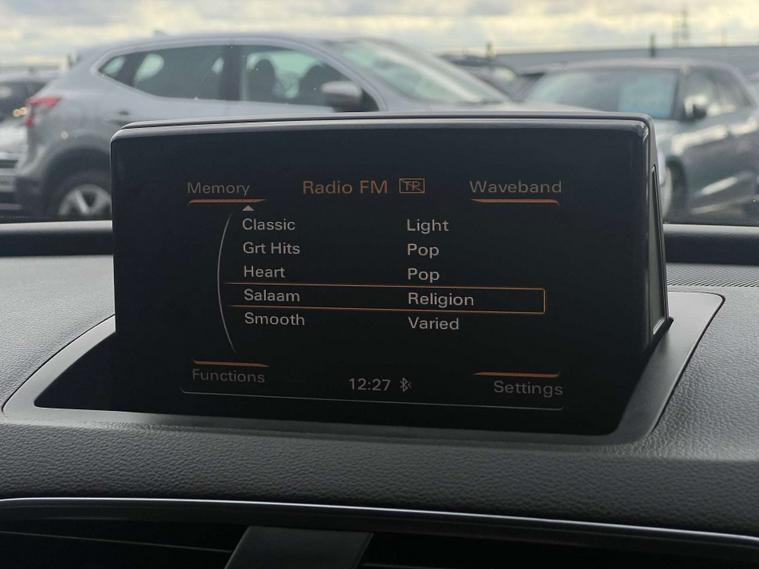 Memory Radio FM TP Waveband
Classic Light
Grt Hits Pop
Heart Pop
Salaam Religion
Smooth Varied
Functions 12:27 Settings